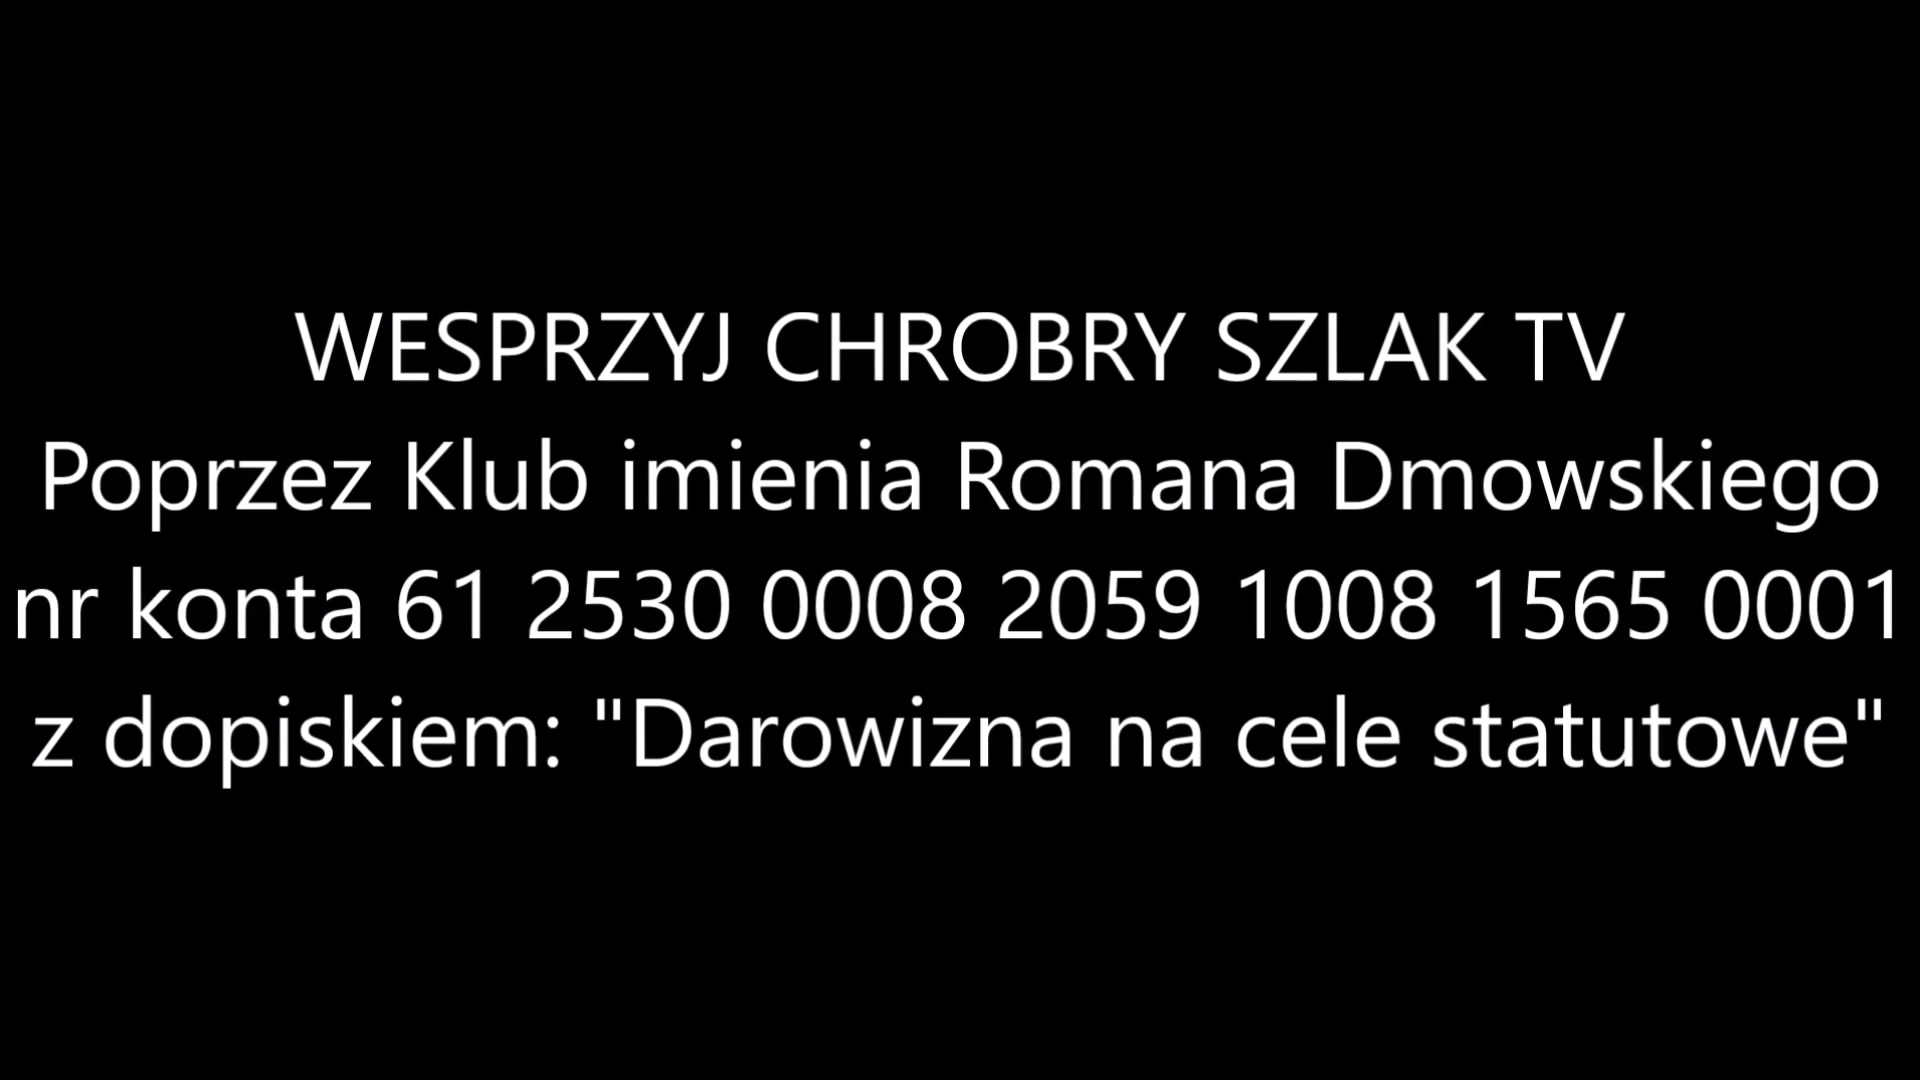 WESPRZYJ CHROBRY SZLAK TV
Poprzez Klub imienia Romana Dmowskiego
nr konta 61 2530 0008 2059 1008 1565 0001
z dopiskiem: "Darowizna na cele statutowe"